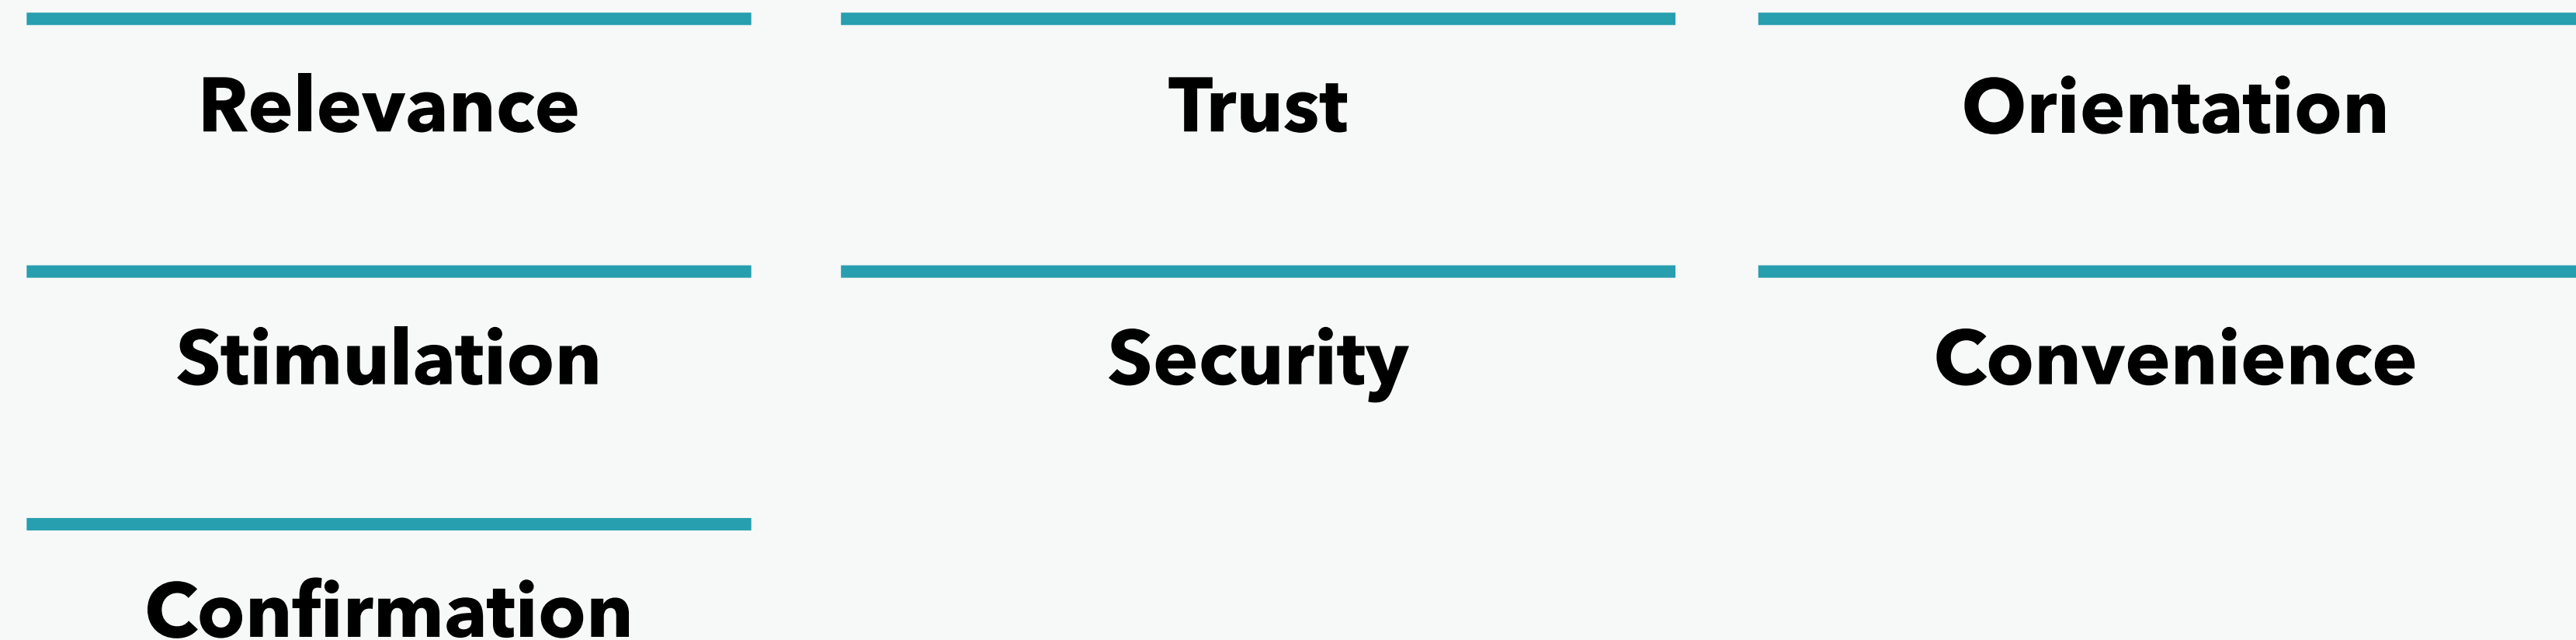 Relevance
Trust
Orientation
Stimulation
Security
Convenience
Confirmation